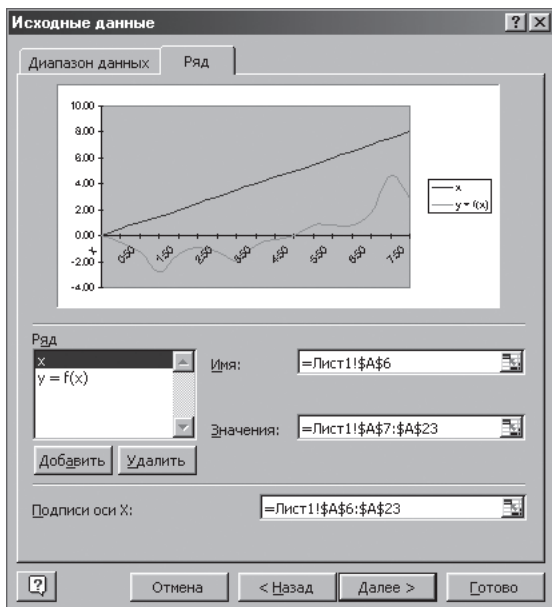 Исходные данные
Диапазон данных
Ряд
10.00
8.00
6.00
4.00
2.00
0.00
-2.00
-4.00
x
0.50
1.50
2.50
3.50
4.50
5.50
6.50
7.50
x
y = f(x)
Ряд
x
y = f(x)
Имя:
=Лист1!$A$6
Значения:
=Лист1!$A$7:$A$23
Добавить
Удалить
Подписи оси X:
=Лист1!$A$6:$A$23
Отмена
< Назад
Далее >
Готово